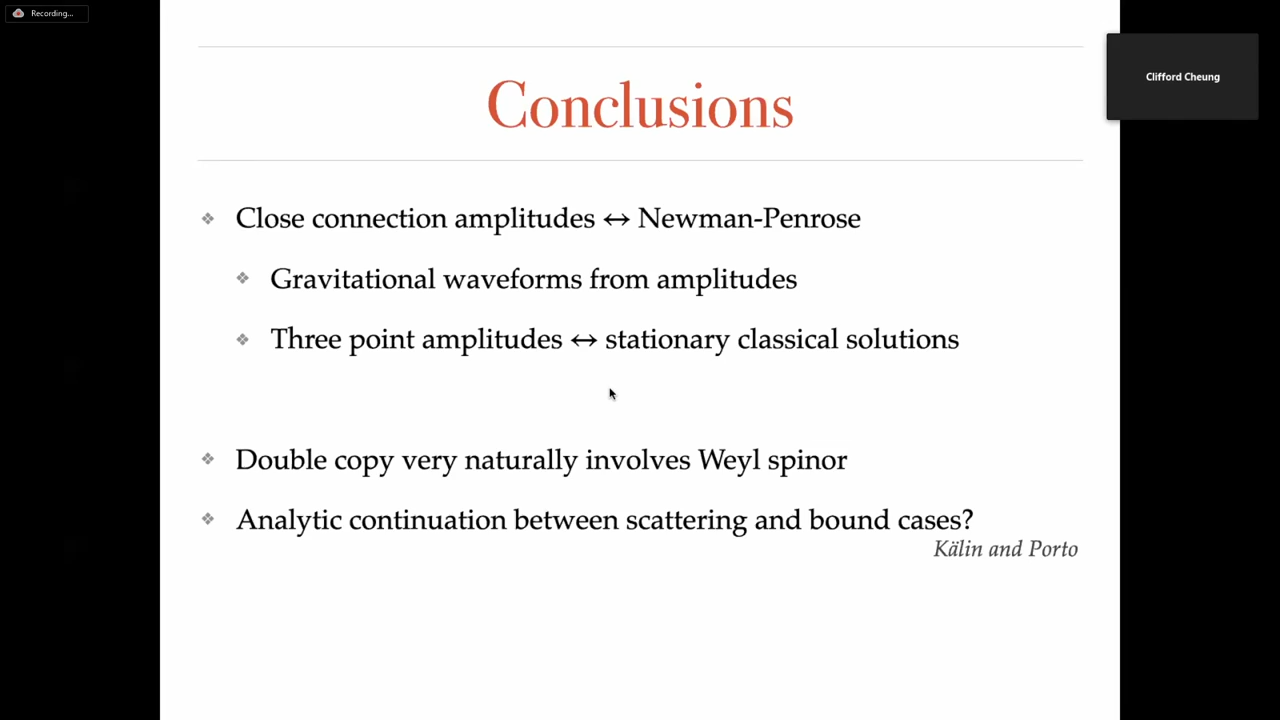 Recording...
Clifford Cheung
Conclusions
❖ Close connection amplitudes ↔ Newman-Penrose
❖ Gravitational waveforms from amplitudes
❖ Three point amplitudes ↔ stationary classical solutions
❖ Double copy very naturally involves Weyl spinor
❖ Analytic continuation between scattering and bound cases?
Kälin and Porto